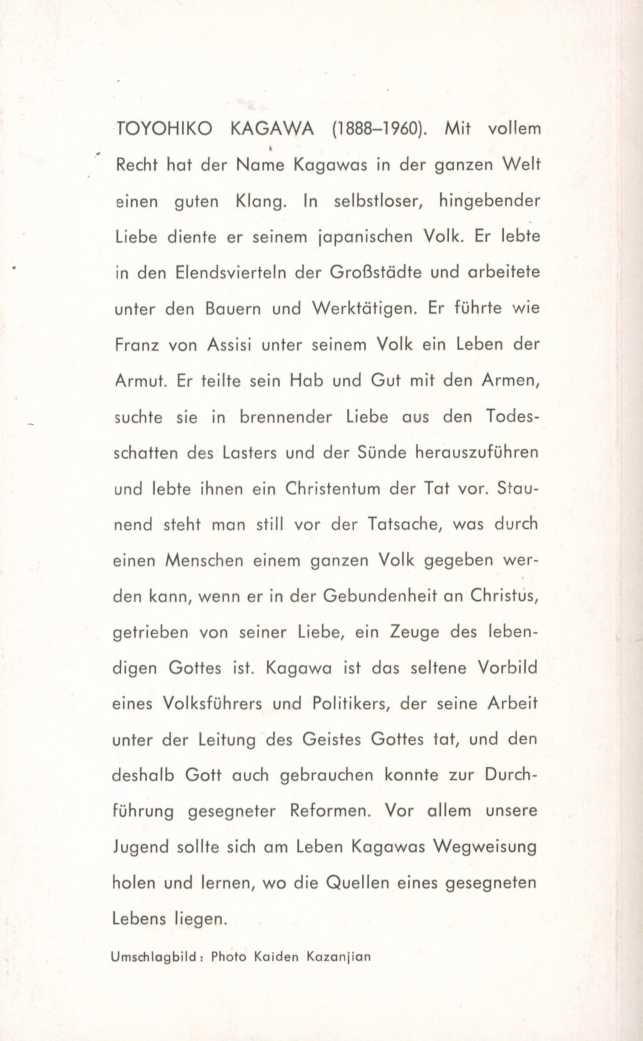 TOYOHIKO KAGAWA (1888–1960). Mit vollem
Recht hat der Name Kagawas in der ganzen Welt
einen guten Klang. In selbstloser, hingebender
Liebe diente er seinem japanischen Volk. Er lebte
in den Elendsvierteln der Großstädte und arbeitete
unter den Bauern und Werktätigen. Er führte wie
Franz von Assisi unter seinem Volk ein Leben der
Armut. Er teilte sein Hab und Gut mit den Armen,
suchte sie in brennender Liebe aus den Todes-
schatten des Lasters und der Sünde herauszuführen
und lebte ihnen ein Christentum der Tat vor. Stau-
nend steht man still vor der Tatsache, was durch
einen Menschen einem ganzen Volk gegeben wer-
den kann, wenn er in der Gebundenheit an Christus,
getrieben von seiner Liebe, ein Zeuge des leben-
digen Gottes ist. Kagawa ist das seltene Vorbild
eines Volksführers und Politikers, der seine Arbeit
unter der Leitung des Geistes Gottes tat, und den
deshalb Gott auch gebrauchen konnte zur Durch-
führung gesegneter Reformen. Vor allem unsere
Jugend sollte sich am Leben Kagawas Wegweisung
holen und lernen, wo die Quellen eines gesegneten
Lebens liegen.
Umschlagbild: Photo Kaiden Kazanjian